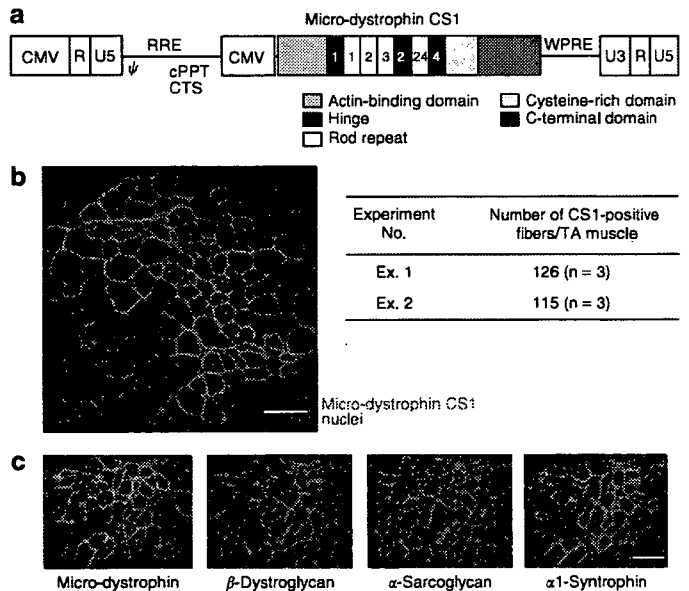 a
Micro-dystrophin CS1
CMV R U5 RRE CMV 1 1 2 3 2 24 4 WPRE U3 R U5
ψ cPPT
CTS
Actin-binding domain Cysteine-rich domain
Hinge C-terminal domain
Rod repeat
b
Experiment No. Number of CS1-positive fibers/TA muscle
Ex. 1 126 (n = 3)
Ex. 2 115 (n = 3)
Micro-dystrophin CS1
nuclei
c
Micro-dystrophin β-Dystroglycan α-Sarcoglycan α1-Syntrophin